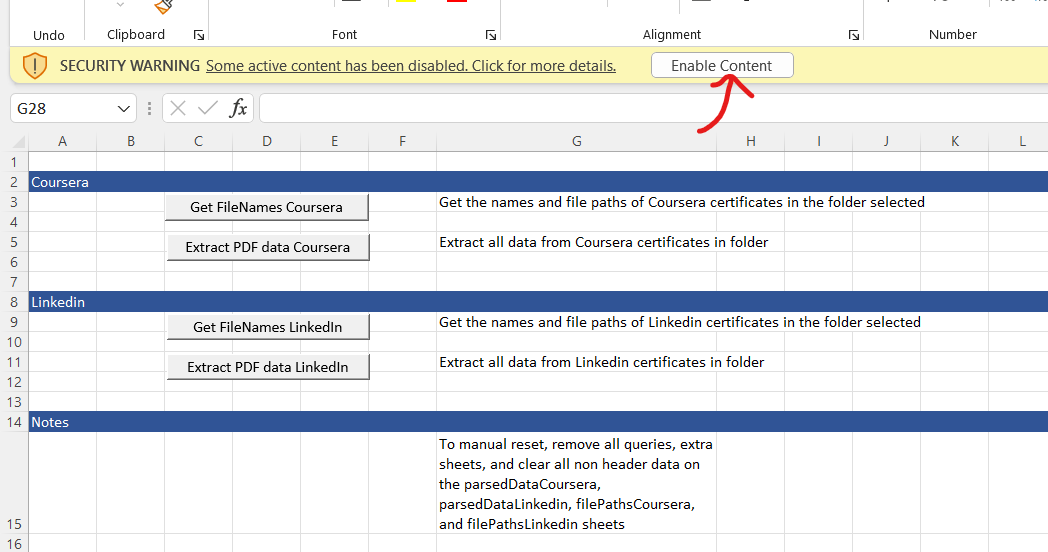 Undo Clipboard Font Alignment Number
SECURITY WARNING Some active content has been disabled. Click for more details. Enable Content
G28 fx
A B C D E F G H I J K L
1
2 Coursera
3 Get FileNames Coursera Get the names and file paths of Coursera certificates in the folder selected
4
5 Extract PDF data Coursera Extract all data from Coursera certificates in folder
6
7
8 Linkedin
9 Get FileNames LinkedIn Get the names and file paths of Linkedin certificates in the folder selected
10
11 Extract PDF data LinkedIn Extract all data from Linkedin certificates in folder
12
13
14 Notes
To manual reset, remove all queries, extra
sheets, and clear all non header data on
the parsedDataCoursera,
parsedDataLinkedin, filePathsCoursera,
15 and filePathsLinkedin sheets
16